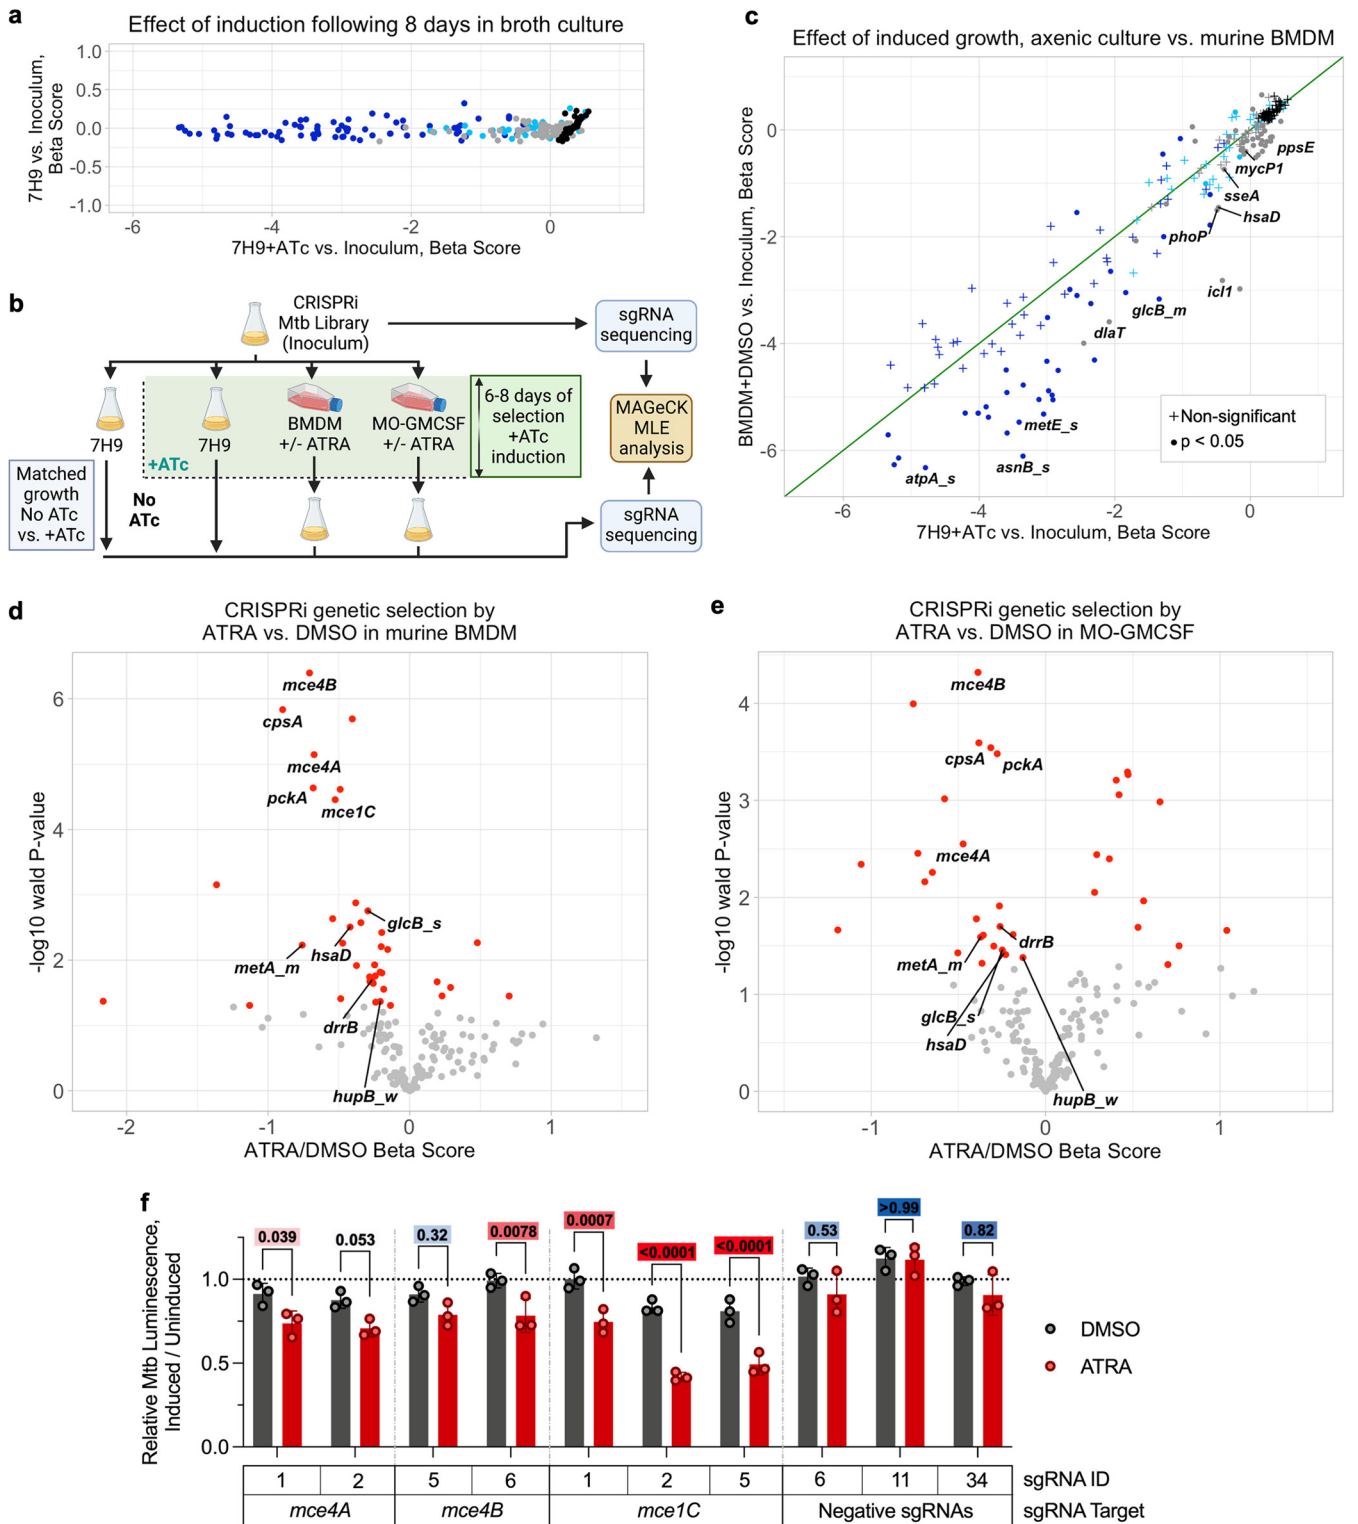 a
Effect of induction following 8 days in broth culture
7H9 vs. Inoculum,
Beta Score
1.0
0.5
0.0
-0.5
-1.0
-6
-4
-2
0
7H9+ATc vs. Inoculum, Beta Score
b
CRISPRi
Mtb Library
(Inoculum)
sgRNA
sequencing
7H9
7H9
BMDM
+/- ATRA
MO-GMCSF
+/- ATRA
6-8 days of
selection
+ATc
induction
MAGeCK
MLE
analysis
+ATc
Matched
growth
No ATc
vs. +ATc
No
ATc
sgRNA
sequencing
c
Effect of induced growth, axenic culture vs. murine BMDM
BMDM+DMSO vs. Inoculum, Beta Score
0
-2
-4
-6
ppsE
mycP1
sseA
hsaD
phoP
icl1
glcB_m
dlaT
metE_s
asnB_s
atpA_s
+Non-significant
● p < 0.05
-6
-4
-2
0
7H9+ATc vs. Inoculum, Beta Score
d
CRISPRi genetic selection by
ATRA vs. DMSO in murine BMDM
-log10 wald P-value
6
4
2
0
mce4B
cpsA
mce4A
pckA
mce1C
glcB_s
hsaD
metA_m
drrB
hupB_w
-2
-1
0
1
ATRA/DMSO Beta Score
e
CRISPRi genetic selection by
ATRA vs. DMSO in MO-GMCSF
-log10 wald P-value
4
3
2
1
0
mce4B
cpsA
pckA
mce4A
drrB
metA_m
glcB_s
hsaD
hupB_w
-1
0
1
ATRA/DMSO Beta Score
f
Relative Mtb Luminescence,
Induced / Uninduced
1.0
0.5
0.0
0.039
0.053
0.32
0.0078
0.0007
<0.0001
<0.0001
0.53
>0.99
0.82
DMSO
ATRA
1 2 5 6 1 2 5 6 11 34 sgRNA ID
mce4A mce4B mce1C Negative sgRNAs sgRNA Target